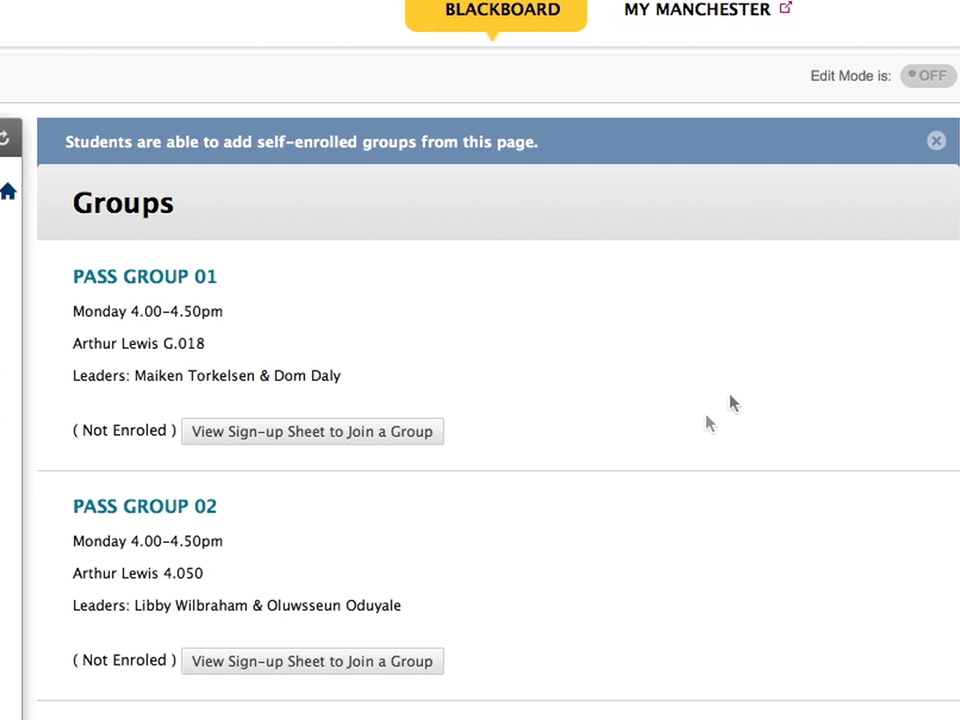 BLACKBOARD MY MANCHESTER
Edit Mode is: OFF
Students are able to add self-enrolled groups from this page.
Groups
PASS GROUP 01
Monday 4.00-4.50pm
Arthur Lewis G.018
Leaders: Maiken Torkelsen & Dom Daly
( Not Enroled ) View Sign-up Sheet to Join a Group
PASS GROUP 02
Monday 4.00-4.50pm
Arthur Lewis 4.050
Leaders: Libby Wilbraham & Oluwsseun Oduyale
( Not Enroled ) View Sign-up Sheet to Join a Group